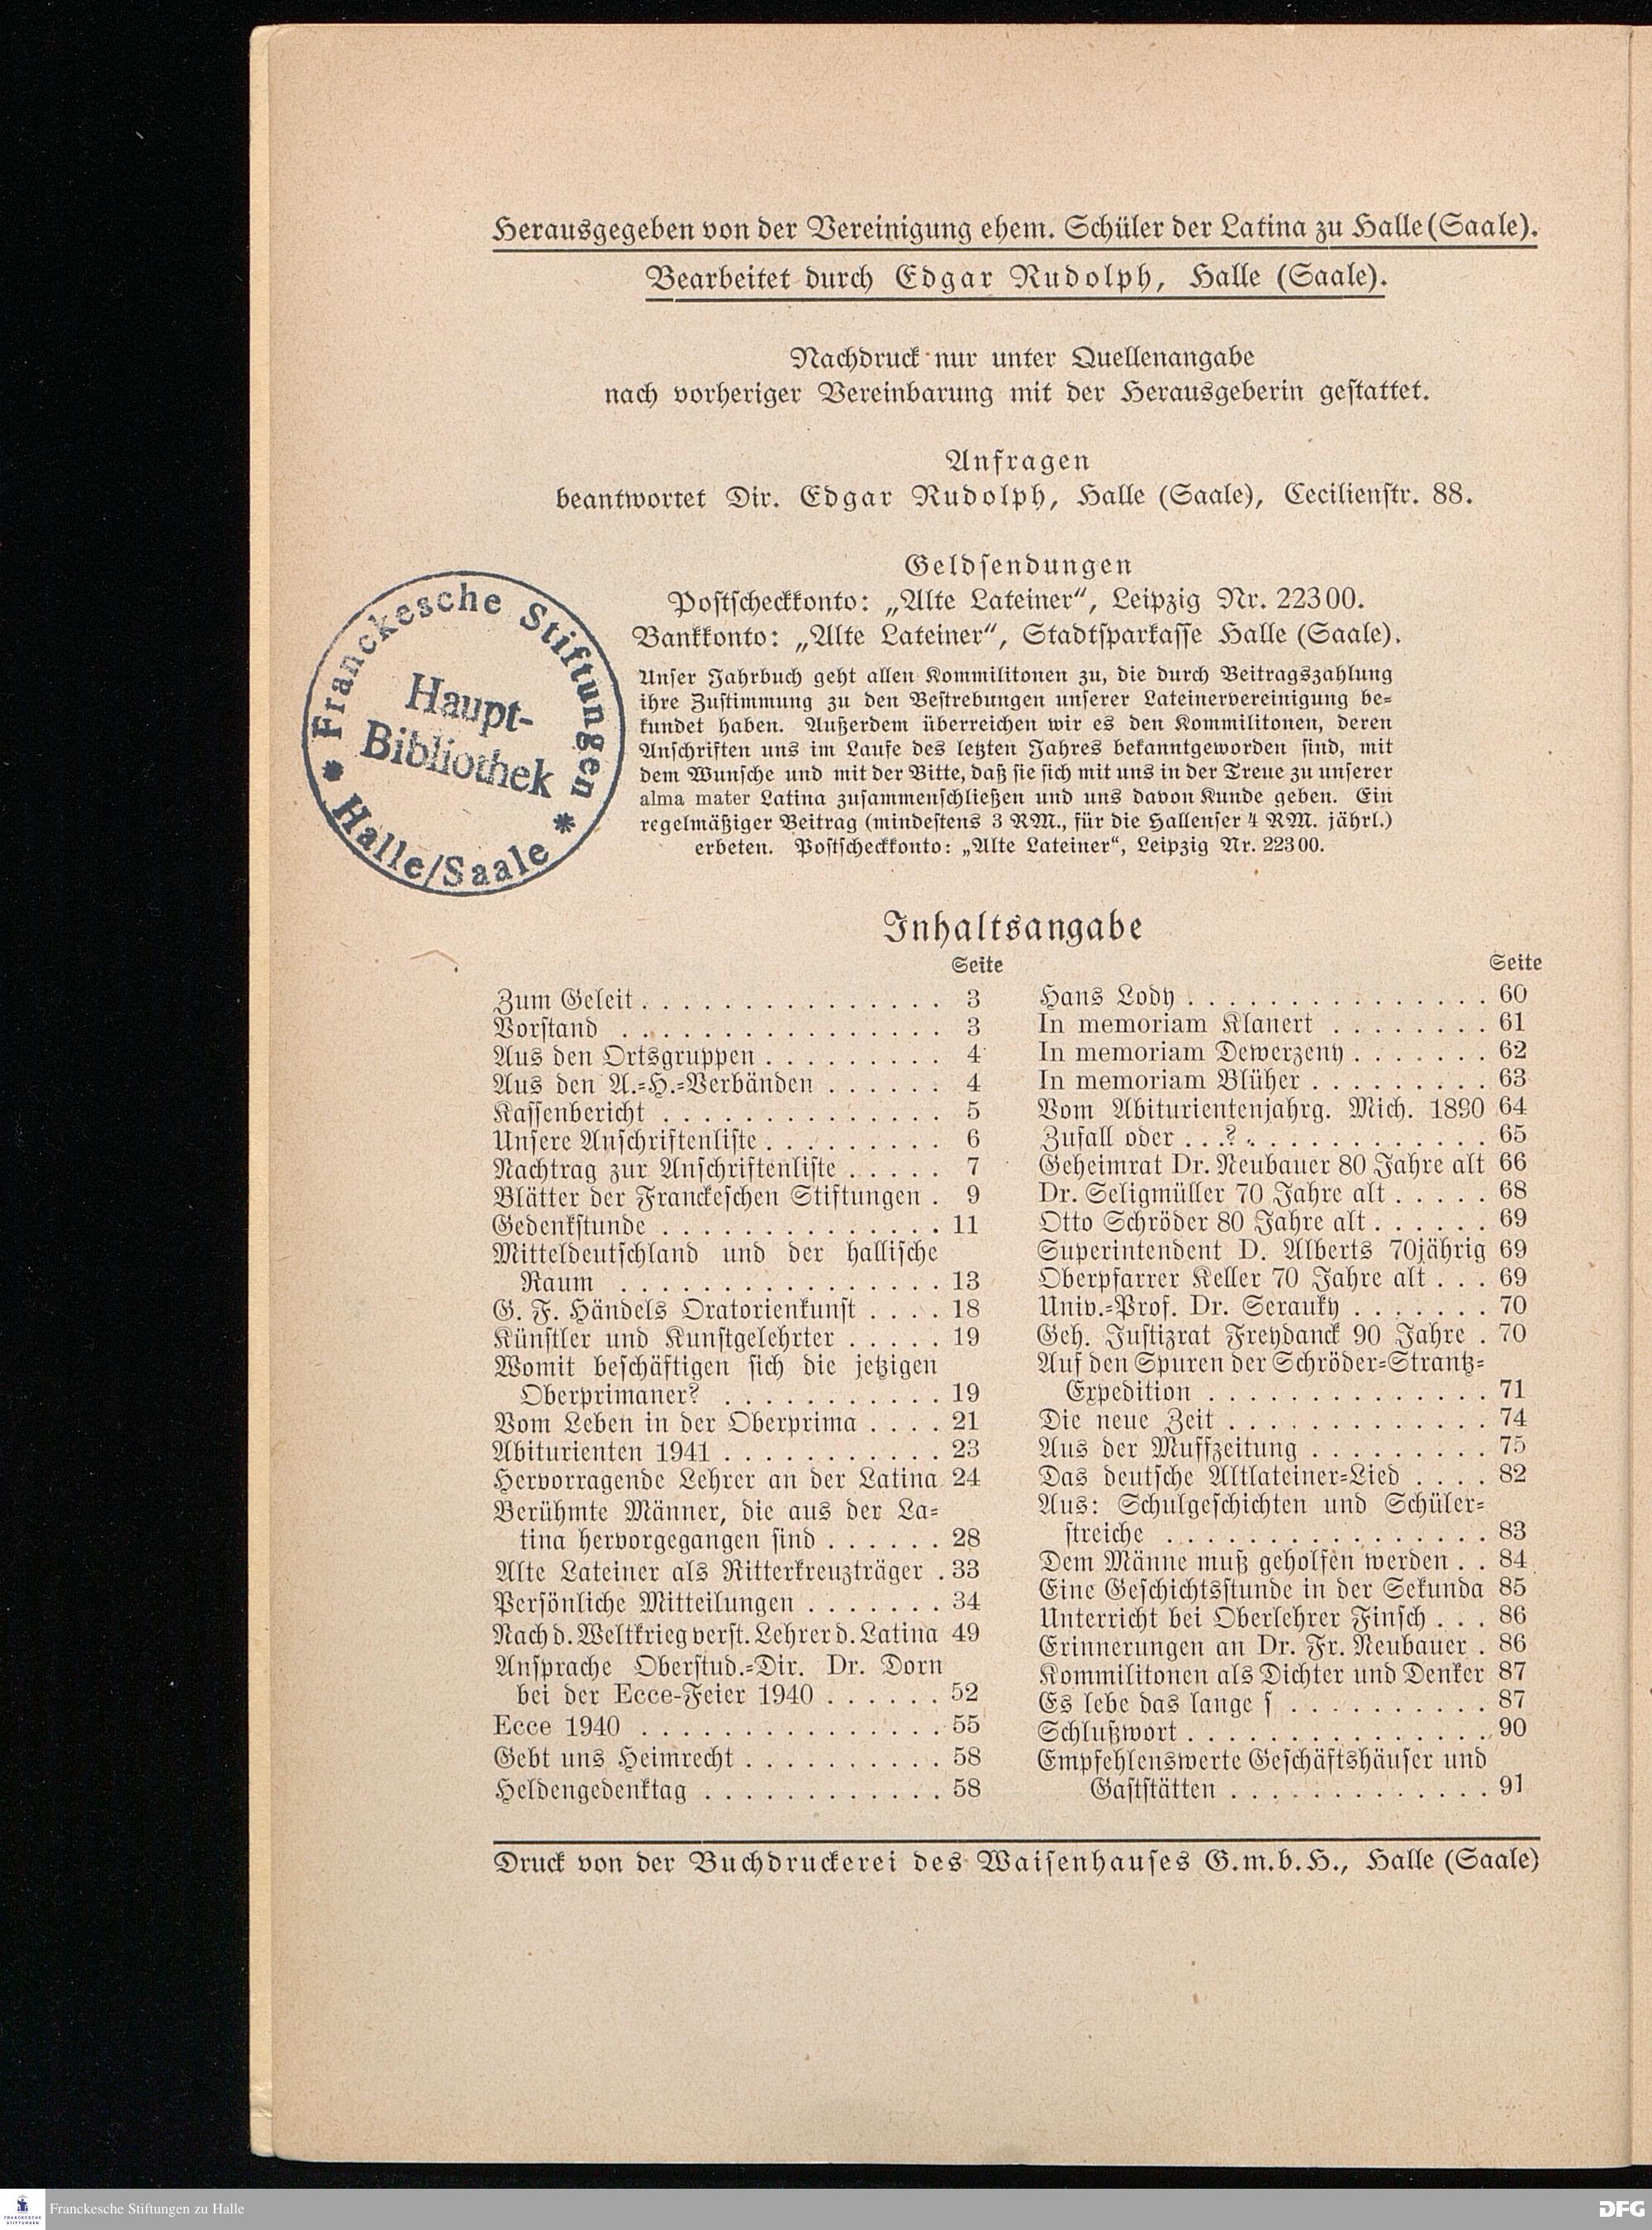 Herausgegeben von der Vereinigung ehem. Schüler der Latina zu Halle (Saale).
Bearbeitet durch Edgar Rudolph, Halle (Saale).
Nachdruck nur unter Quellenangabe
nach vorheriger Vereinbarung mit der Herausgeberin gestattet.
Anfragen
beantwortet Dir. Edgar Rudolph, Halle (Saale), Cecilienstr. 88.
Geldsendungen
Postscheckkonto: „Alte Lateiner“, Leipzig Nr. 22300.
Bankkonto: „Alte Lateiner“, Stadtsparkasse Halle (Saale).
Franckesche Stiftungen
Haupt-
Bibliothek
* Halle/Saale *
Unser Jahrbuch geht allen Kommilitonen zu, die durch Beitragszahlung
ihre Zustimmung zu den Bestrebungen unserer Lateinervereinigung be-
kundet haben. Außerdem überreichen wir es den Kommilitonen, deren
Anschriften uns im Laufe des letzten Jahres bekanntgeworden sind, mit
dem Wunsche und mit der Bitte, daß sie sich mit uns in der Treue zu unserer
alma mater Latina zusammenschließen und uns davon Kunde geben. Ein
regelmäßiger Beitrag (mindestens 3 RM., für die Hallenser 4 RM. jährl.)
erbeten. Postscheckkonto: „Alte Lateiner“, Leipzig Nr. 22300.
Inhaltsangabe
Seite
Zum Geleit . . . . . . . . . . . . . . . 3
Vorstand . . . . . . . . . . . . . . . . 3
Aus den Ortsgruppen . . . . . . . . . 4
Aus den A.-H.-Verbänden . . . . . . 4
Kassenbericht . . . . . . . . . . . . . . 5
Unsere Anschriftenliste . . . . . . . . . 6
Nachtrag zur Anschriftenliste . . . . . 7
Blätter der Franckeschen Stiftungen . 9
Gedenkstunde . . . . . . . . . . . . . . 11
Mitteldeutschland und der hallische
Raum . . . . . . . . . . . . . . . . 13
G. F. Händels Oratorienkunst . . . . 18
Künstler und Kunstgelehrter . . . . . 19
Womit beschäftigen sich die jetzigen
Oberprimaner? . . . . . . . . . . . 19
Vom Leben in der Oberprima . . . . 21
Abiturienten 1941 . . . . . . . . . . . 23
Hervorragende Lehrer an der Latina 24
Berühmte Männer, die aus der La-
tina hervorgegangen sind . . . . . . 28
Alte Lateiner als Ritterkreuzträger . 33
Persönliche Mitteilungen . . . . . . . 34
Nach d. Weltkrieg verst. Lehrer d. Latina 49
Ansprache Oberstud.-Dir. Dr. Dorn
bei der Ecce-Feier 1940 . . . . . . 52
Ecce 1940 . . . . . . . . . . . . . . . 55
Gebt uns Heimrecht . . . . . . . . . . 58
Heldengedenktag . . . . . . . . . . . . 58
Seite
Hans Lody . . . . . . . . . . . . . . . 60
In memoriam Klanert . . . . . . . . 61
In memoriam Dewerzeny . . . . . . . 62
In memoriam Blüher . . . . . . . . . 63
Vom Abiturientenjahrg. Mich. 1890 64
Zufall oder . . .? . . . . . . . . . . . . 65
Geheimrat Dr. Neubauer 80 Jahre alt 66
Dr. Seligmüller 70 Jahre alt . . . . . 68
Otto Schröder 80 Jahre alt . . . . . . 69
Superintendent D. Alberts 70jährig 69
Oberpfarrer Keller 70 Jahre alt . . . 69
Univ.-Prof. Dr. Serauky . . . . . . . 70
Geh. Justizrat Freydanck 90 Jahre . 70
Auf den Spuren der Schröder-Strantz-
Expedition . . . . . . . . . . . . . . 71
Die neue Zeit . . . . . . . . . . . . . 74
Aus der Muffzeitung . . . . . . . . . 75
Das deutsche Altlateiner-Lied . . . . 82
Aus: Schulgeschichten und Schüler-
streiche . . . . . . . . . . . . . . . . 83
Dem Männe muß geholfen werden . . 84
Eine Geschichtsstunde in der Sekunda 85
Unterricht bei Oberlehrer Finsch . . . 86
Erinnerungen an Dr. Fr. Neubauer . 86
Kommilitonen als Dichter und Denker 87
Es lebe das lange ſ . . . . . . . . . . 87
Schlußwort . . . . . . . . . . . . . . . 90
Empfehlenswerte Geschäftshäuser und
Gaststätten . . . . . . . . . . . . . 91
Druck von der Buchdruckerei des Waisenhauses G.m.b.H., Halle (Saale)
FRANCKESCHE
STIFTUNGEN
Franckesche Stiftungen zu Halle
DFG